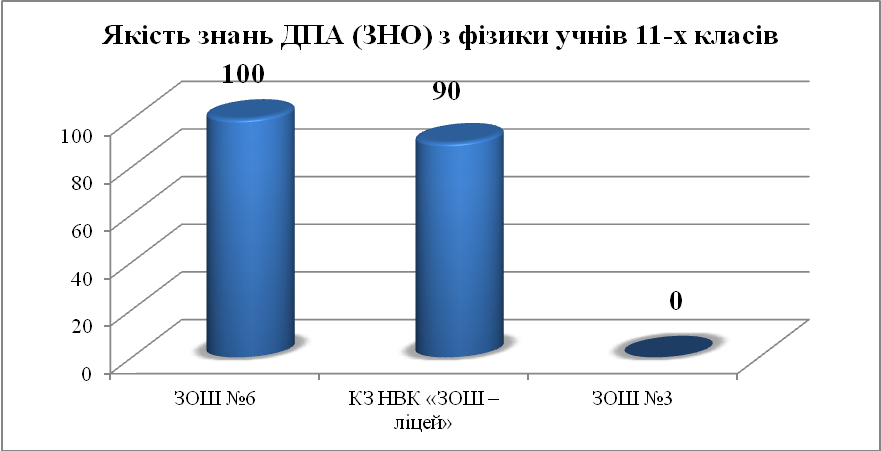 Якість знань ДПА (ЗНО) з фізики учнів 11-х класів
100
90
0
100
80
60
40
20
0
ЗОШ №6
КЗ НВК «ЗОШ –
ліцей»
ЗОШ №3